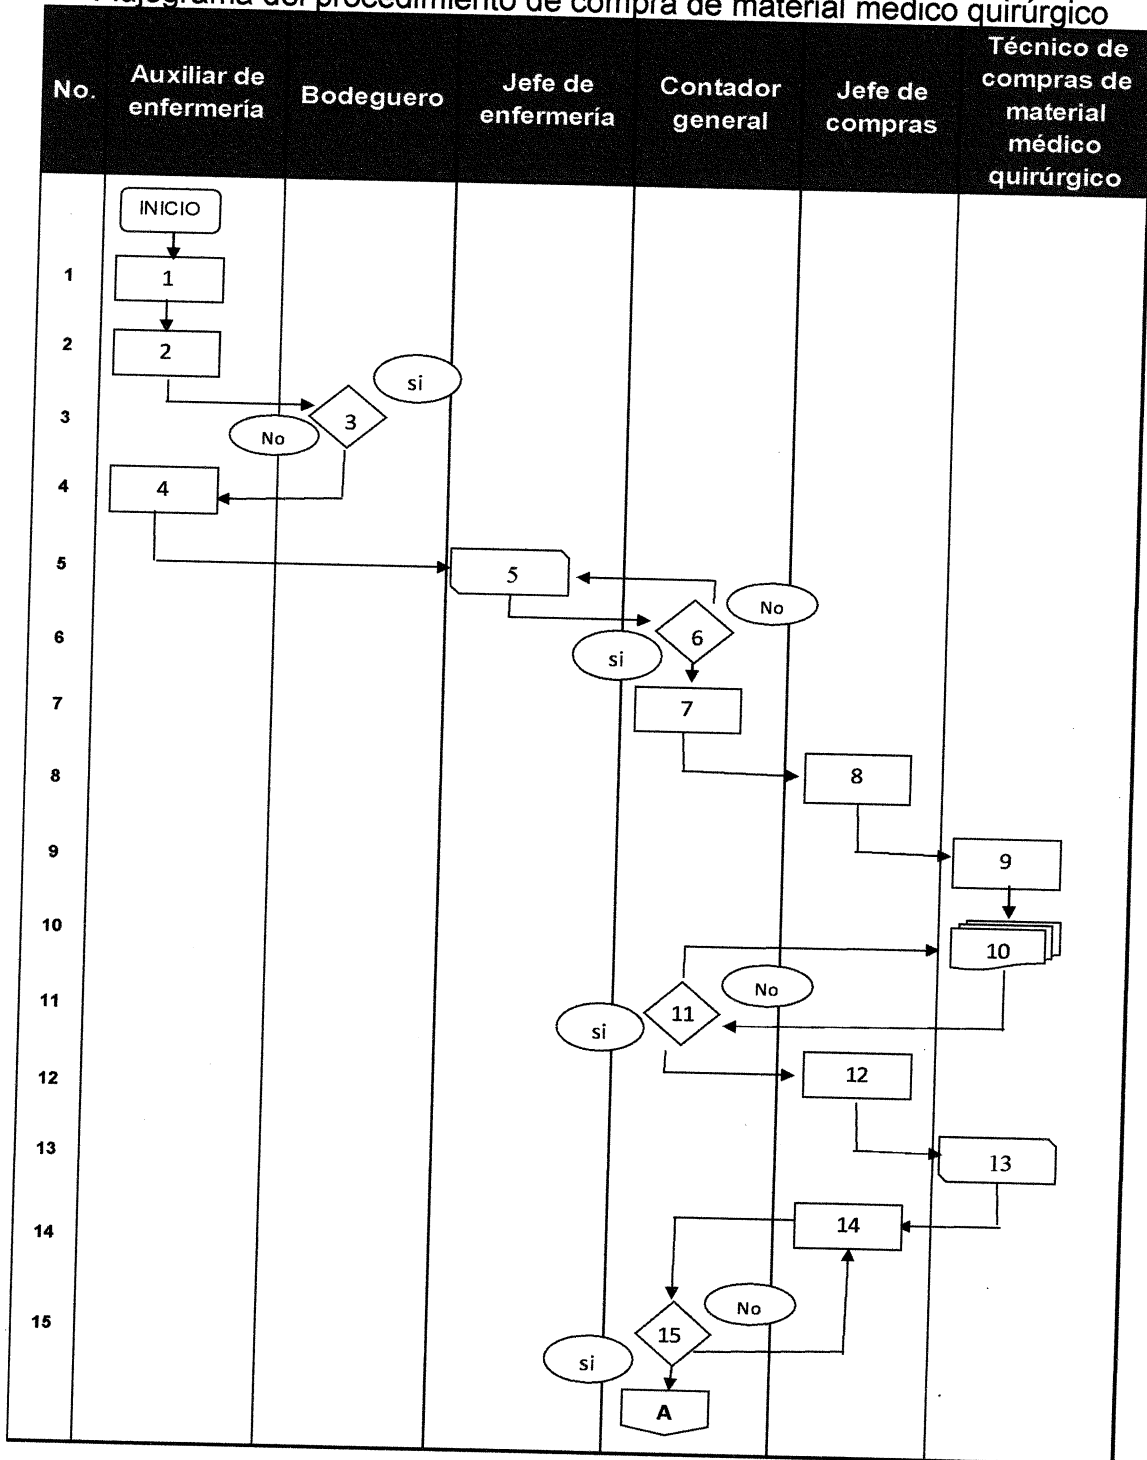 Flujograma del procedimiento de compra de material médico quirúrgico
No.
Auxiliar de
enfermería
Bodeguero
Jefe de
enfermería
Contador
general
Jefe de
compras
Técnico de
compras de
material
médico
quirúrgico
INICIO
1
1
2
2
si
3
3
No
4
4
5
5
No
6
6
si
7
7
8
8
9
9
10
10
No
11
11
si
12
12
13
13
14
14
No
15
15
si
A